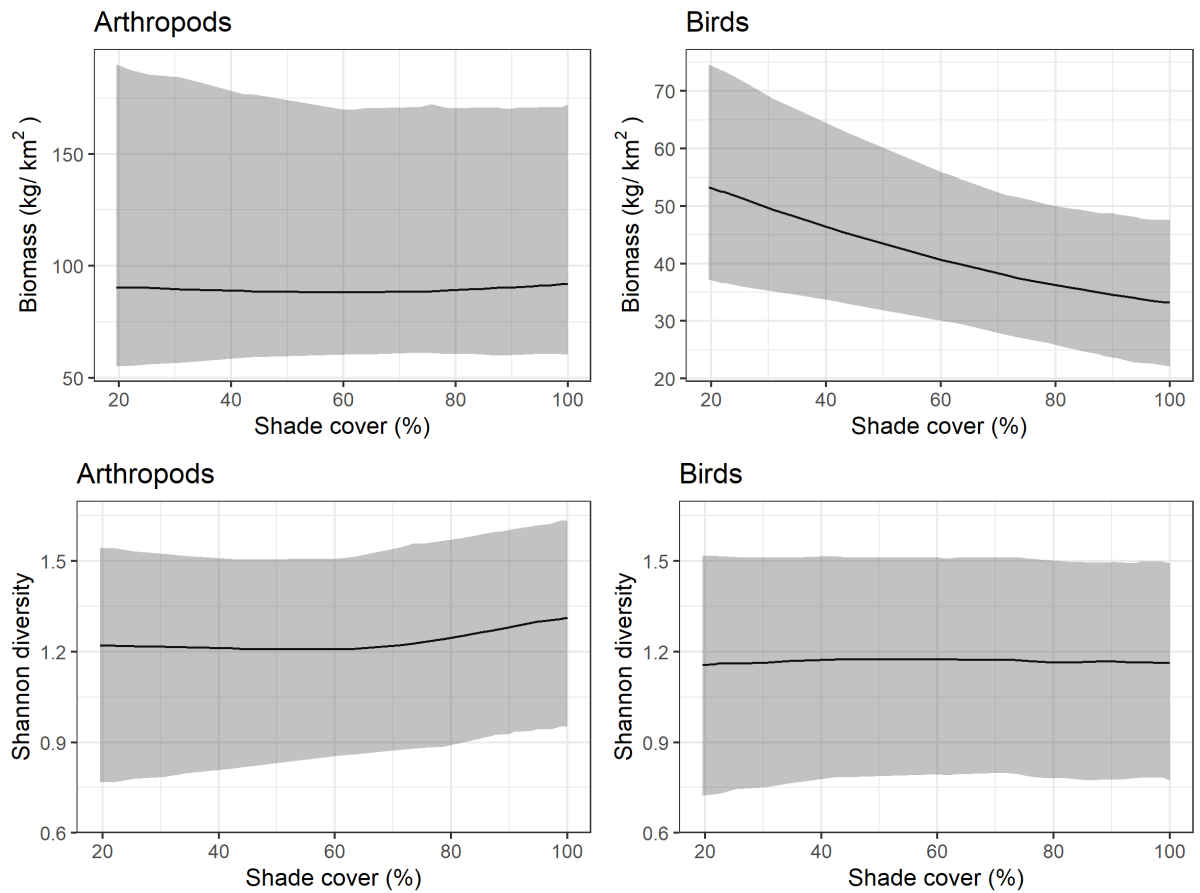 Arthropods
Birds
Biomass (kg/ km²)
150
100
50
20 40 60 80 100
Shade cover (%)
Biomass (kg/ km²)
70
60
50
40
30
20
20 40 60 80 100
Shade cover (%)
Arthropods
Birds
Shannon diversity
1.5
1.2
0.9
0.6
20 40 60 80 100
Shade cover (%)
Shannon diversity
1.5
1.2
0.9
0.6
20 40 60 80 100
Shade cover (%)